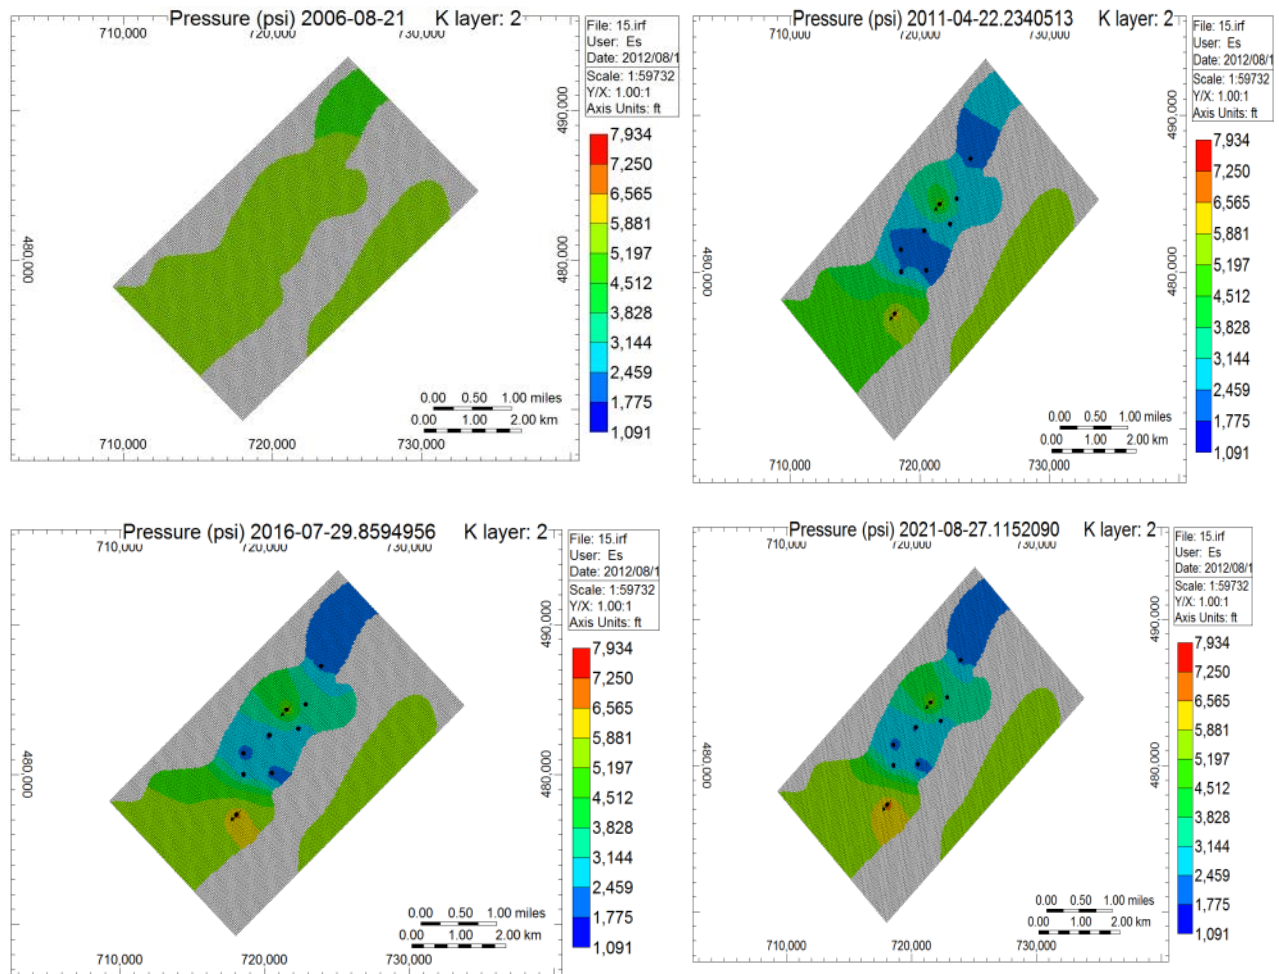 Pressure (psi) 2006-08-21 K layer: 2
710,000 720,000 730,000
File: 15.irf
User: Es
Date: 2012/08/1
Scale: 1:59732
Y/X: 1.00:1
Axis Units: ft
490,000
480,000
480,000
7,934
7,250
6,565
5,881
5,197
4,512
3,828
3,144
2,459
1,775
1,091
0.00 0.50 1.00 miles
0.00 1.00 2.00 km
710,000 720,000 730,000
Pressure (psi) 2011-04-22.2340513 K layer: 2
710,000 720,000 730,000
File: 15.irf
User: Es
Date: 2012/08/1
Scale: 1:59732
Y/X: 1.00:1
Axis Units: ft
490,000
480,000
480,000
7,934
7,250
6,565
5,881
5,197
4,512
3,828
3,144
2,459
1,775
1,091
0.00 0.50 1.00 miles
0.00 1.00 2.00 km
710,000 720,000 730,000
Pressure (psi) 2016-07-29.8594956 K layer: 2
710,000 720,000 730,000
File: 15.irf
User: Es
Date: 2012/08/1
Scale: 1:59732
Y/X: 1.00:1
Axis Units: ft
490,000
480,000
480,000
7,934
7,250
6,565
5,881
5,197
4,512
3,828
3,144
2,459
1,775
1,091
0.00 0.50 1.00 miles
0.00 1.00 2.00 km
710,000 720,000 730,000
Pressure (psi) 2021-08-27.1152090 K layer: 2
710,000 720,000 730,000
File: 15.irf
User: Es
Date: 2012/08/1
Scale: 1:59732
Y/X: 1.00:1
Axis Units: ft
490,000
480,000
480,000
7,934
7,250
6,565
5,881
5,197
4,512
3,828
3,144
2,459
1,775
1,091
0.00 0.50 1.00 miles
0.00 1.00 2.00 km
710,000 720,000 730,000